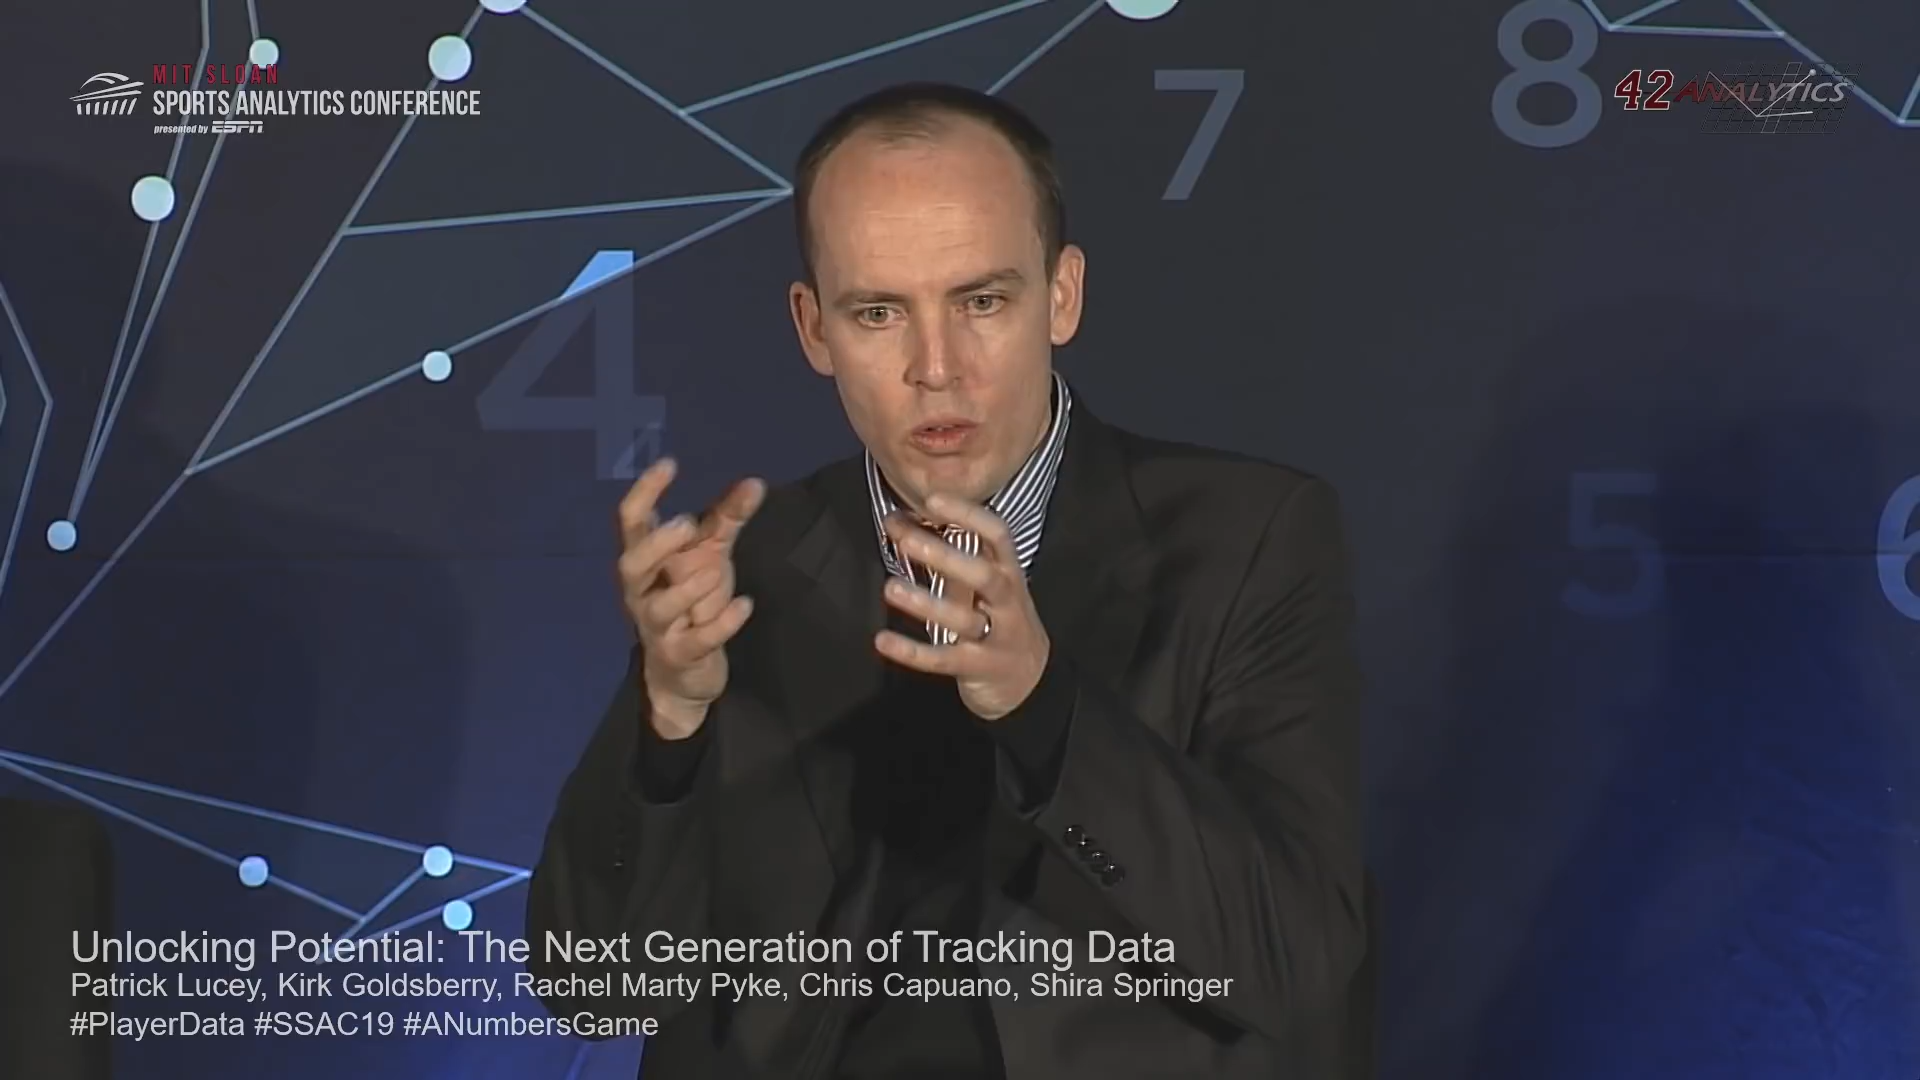 MIT SLOAN
SPORTS ANALYTICS CONFERENCE
presented by ESPN
42 ANALYTICS
7
8
4
5
6
Unlocking Potential: The Next Generation of Tracking Data
Patrick Lucey, Kirk Goldsberry, Rachel Marty Pyke, Chris Capuano, Shira Springer
#PlayerData #SSAC19 #ANumbersGame